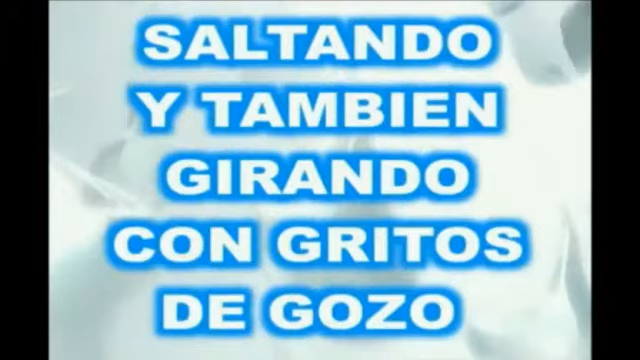 SALTANDO
Y TAMBIEN
GIRANDO
CON GRITOS
DE GOZO